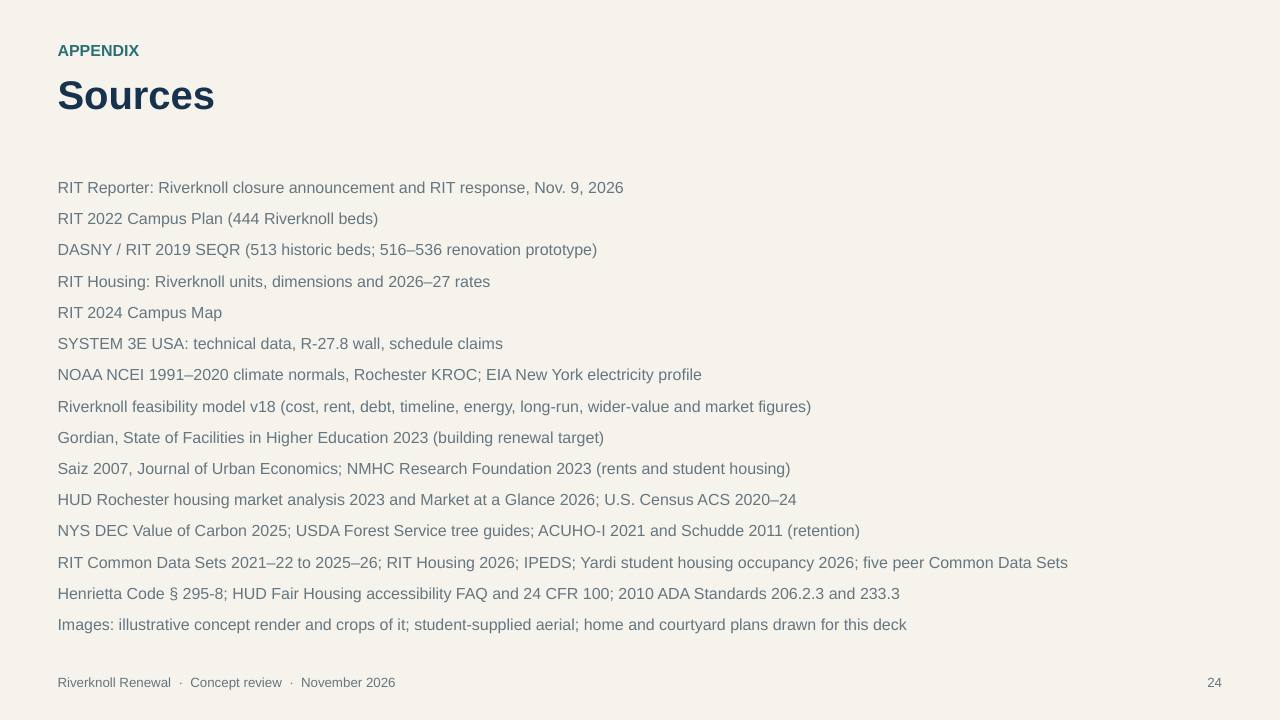 APPENDIX
Sources
RIT Reporter: Riverknoll closure announcement and RIT response, Nov. 9, 2026
RIT 2022 Campus Plan (444 Riverknoll beds)
DASNY / RIT 2019 SEQR (513 historic beds; 516–536 renovation prototype)
RIT Housing: Riverknoll units, dimensions and 2026–27 rates
RIT 2024 Campus Map
SYSTEM 3E USA: technical data, R-27.8 wall, schedule claims
NOAA NCEI 1991–2020 climate normals, Rochester KROC; EIA New York electricity profile
Riverknoll feasibility model v18 (cost, rent, debt, timeline, energy, long-run, wider-value and market figures)
Gordian, State of Facilities in Higher Education 2023 (building renewal target)
Saiz 2007, Journal of Urban Economics; NMHC Research Foundation 2023 (rents and student housing)
HUD Rochester housing market analysis 2023 and Market at a Glance 2026; U.S. Census ACS 2020–24
NYS DEC Value of Carbon 2025; USDA Forest Service tree guides; ACUHO-I 2021 and Schudde 2011 (retention)
RIT Common Data Sets 2021–22 to 2025–26; RIT Housing 2026; IPEDS; Yardi student housing occupancy 2026; five peer Common Data Sets
Henrietta Code § 295-8; HUD Fair Housing accessibility FAQ and 24 CFR 100; 2010 ADA Standards 206.2.3 and 233.3
Images: illustrative concept render and crops of it; student-supplied aerial; home and courtyard plans drawn for this deck
Riverknoll Renewal · Concept review · November 2026
24